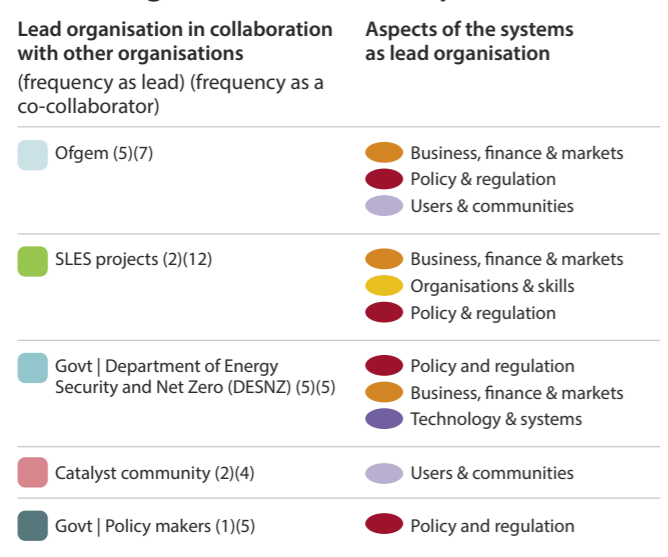 Lead organisation in collaboration
with other organisations
(frequency as lead) (frequency as a
co-collaborator)
Aspects of the systems
as lead organisation
Ofgem (5)(7)
Business, finance & markets
Policy & regulation
Users & communities
SLES projects (2)(12)
Business, finance & markets
Organisations & skills
Policy & regulation
Govt | Department of Energy
Security and Net Zero (DESNZ) (5)(5)
Policy and regulation
Business, finance & markets
Technology & systems
Catalyst community (2)(4)
Users & communities
Govt | Policy makers (1)(5)
Policy and regulation